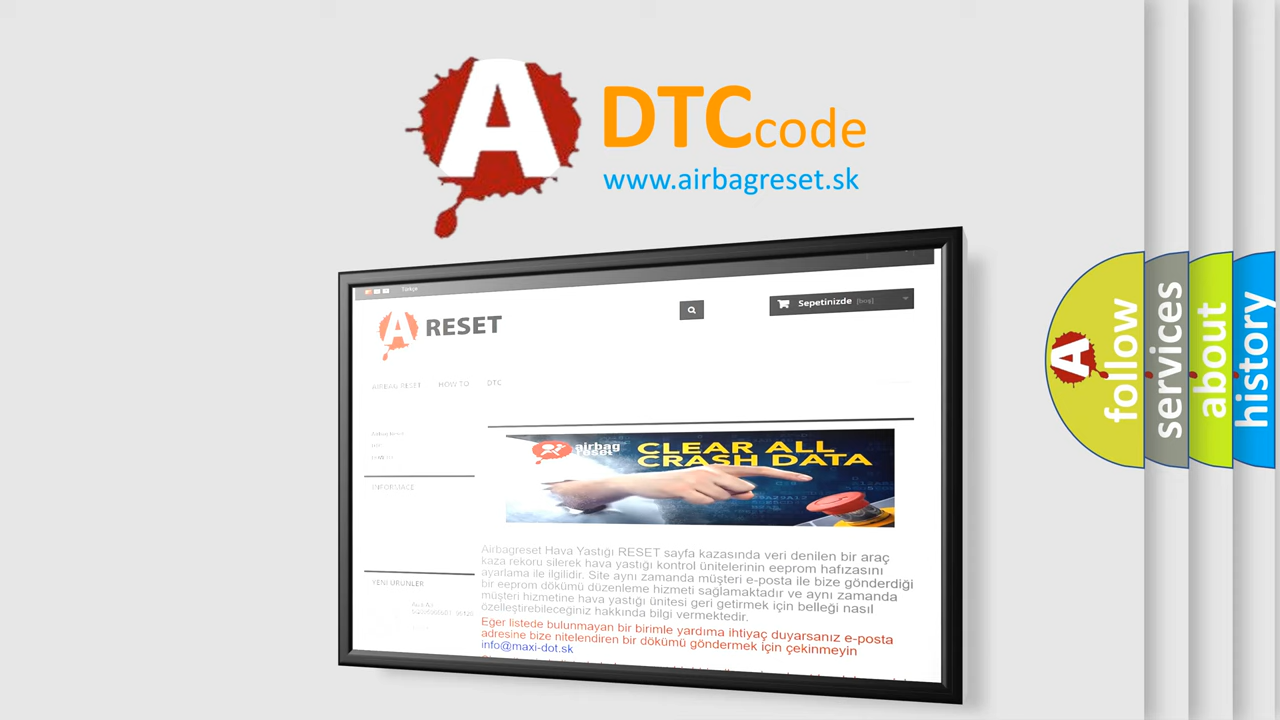 A
DTCcode
www.airbagreset.sk
Türkçe
A RESET
Sepetinizde
AIRBAG RESET HOW TO DTC
INFORMACE
airbag
reset
CLEAR ALL
CRASH DATA
YENI ÜRÜNLER
Airbagreset Hava Yastığı RESET sayfa kazasında veri denilen bir araç
kaza rekoru silerek hava yastığı kontrol ünitelerinin eeprom hafızasını
ayarlama ile ilgilidir. Site aynı zamanda müşteri e-posta ile bize gönderdiği
bir eeprom dökümü düzenleme hizmeti sağlamaktadır ve aynı zamanda
müşteri hizmetine hava yastığı ünitesi geri getirmek için belleği nasıl
özelleştirebileceğiniz hakkında bilgi vermektedir.
Eğer listede bulunmayan bir birimle yardıma ihtiyaç duyarsanız e-posta
adresine bize nitelendiren bir dökümü göndermek için çekinmeyin
info@maxi-dot.sk
A
follow
services
about
history